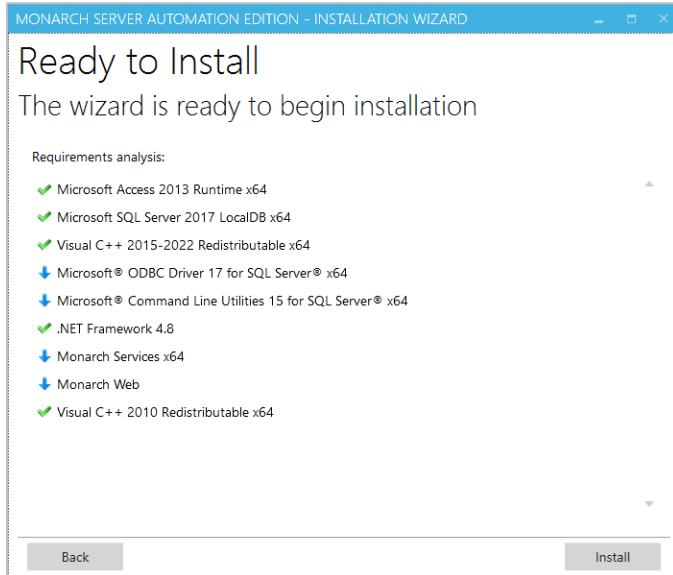 MONARCH SERVER AUTOMATION EDITION - INSTALLATION WIZARD
Ready to Install
The wizard is ready to begin installation
Requirements analysis:
Microsoft Access 2013 Runtime x64
Microsoft SQL Server 2017 LocalDB x64
Visual C++ 2015-2022 Redistributable x64
Microsoft® ODBC Driver 17 for SQL Server® x64
Microsoft® Command Line Utilities 15 for SQL Server® x64
.NET Framework 4.8
Monarch Services x64
Monarch Web
Visual C++ 2010 Redistributable x64
Back
Install